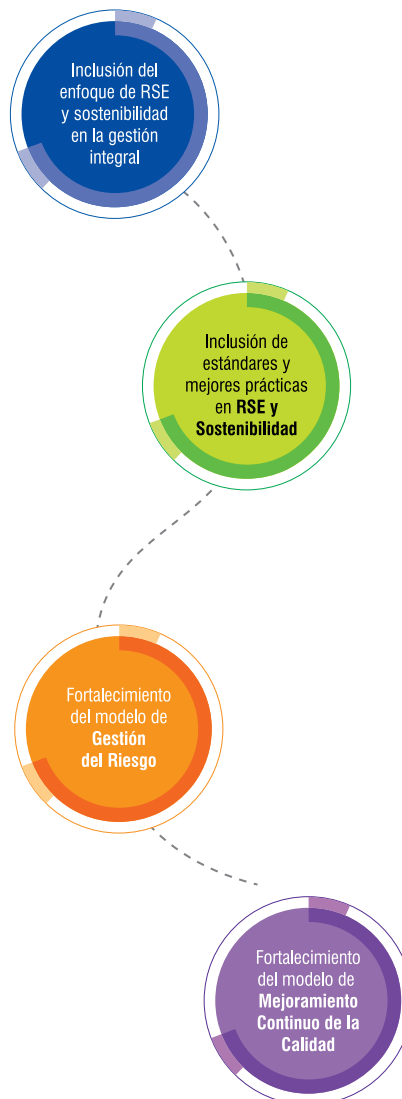 Inclusión del
enfoque de RSE
y sostenibilidad
en la gestión
integral
Inclusión de
estándares y
mejores prácticas
en RSE y
Sostenibilidad
Fortalecimiento
del modelo de
Gestión
del Riesgo
Fortalecimiento
del modelo de
Mejoramiento
Continuo de la
Calidad